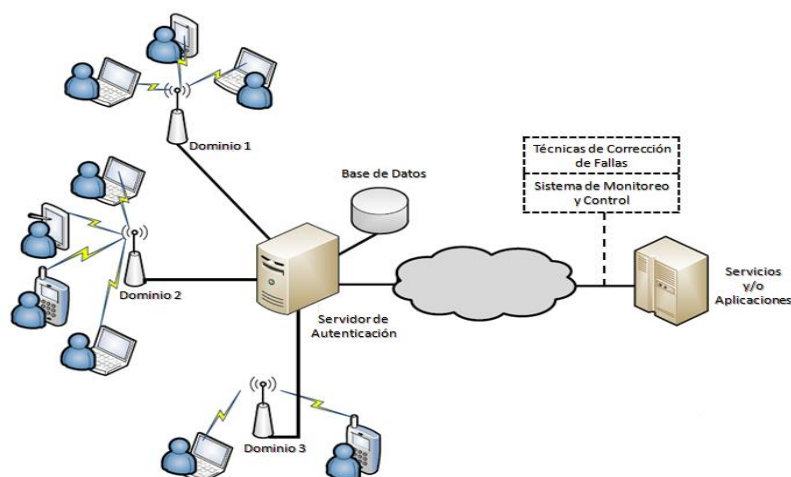 Dominio 1
Técnicas de Corrección
de Fallas
Sistema de Monitoreo
y Control
Base de Datos
Dominio 2
Servidor de
Autenticación
Servicios
y/o
Aplicaciones
Dominio 3